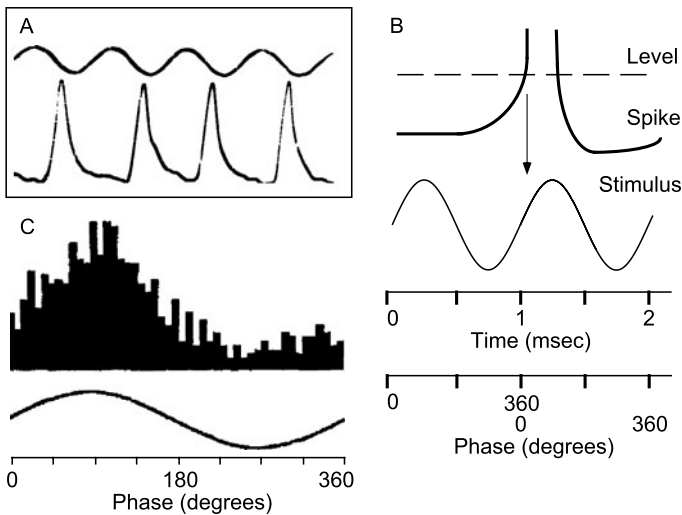 A
B
Level
Spike
Stimulus
0 1 2
Time (msec)
0 360 360
0
Phase (degrees)
C
0 180 360
Phase (degrees)